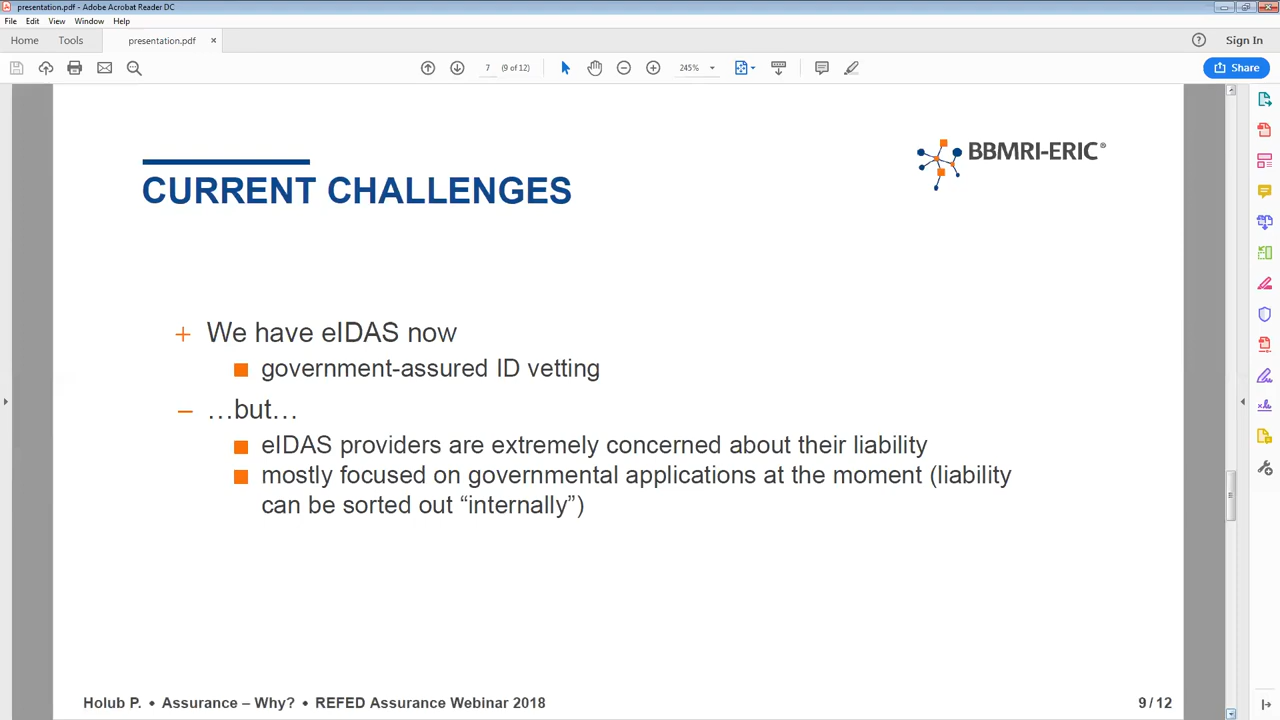 presentation.pdf - Adobe Acrobat Reader DC
File Edit View Window Help
Home Tools presentation.pdf × Sign In
7 (9 of 12) 245% Share
BBMRI-ERIC®
CURRENT CHALLENGES
+ We have eIDAS now
government-assured ID vetting
– …but…
eIDAS providers are extremely concerned about their liability
mostly focused on governmental applications at the moment (liability
can be sorted out “internally”)
Holub P. • Assurance – Why? • REFED Assurance Webinar 2018 9 / 12